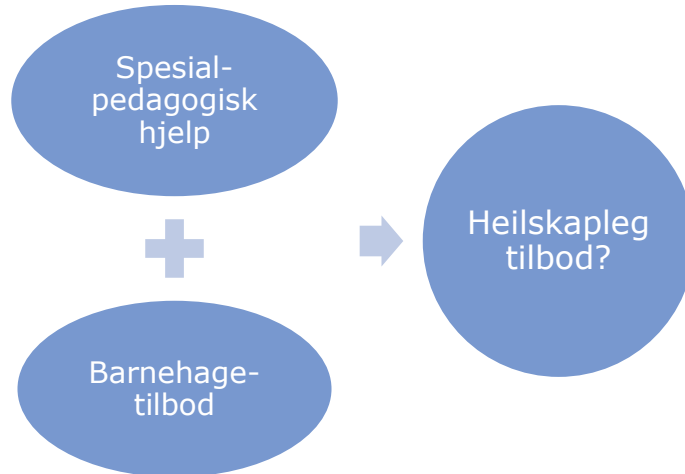 Spesial-
pedagogisk
hjelp
Barnehage-
tilbod
Heilskapleg
tilbod?